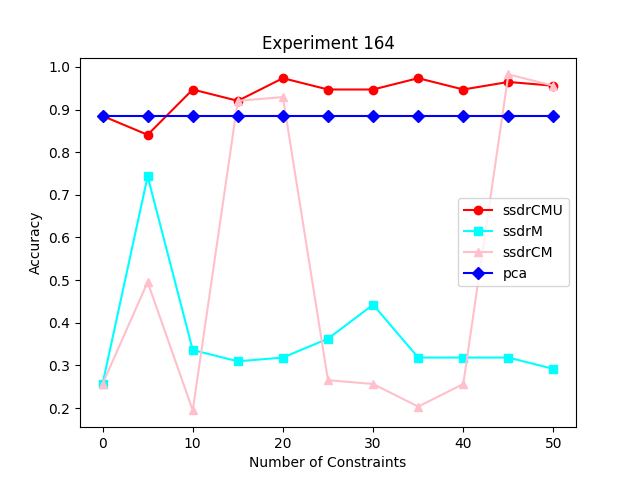 Experiment 164
Accuracy
1.0
0.9
0.8
0.7
0.6
0.5
0.4
0.3
0.2
ssdrCMU
ssdrM
ssdrCM
pca
0 10 20 30 40 50
Number of Constraints